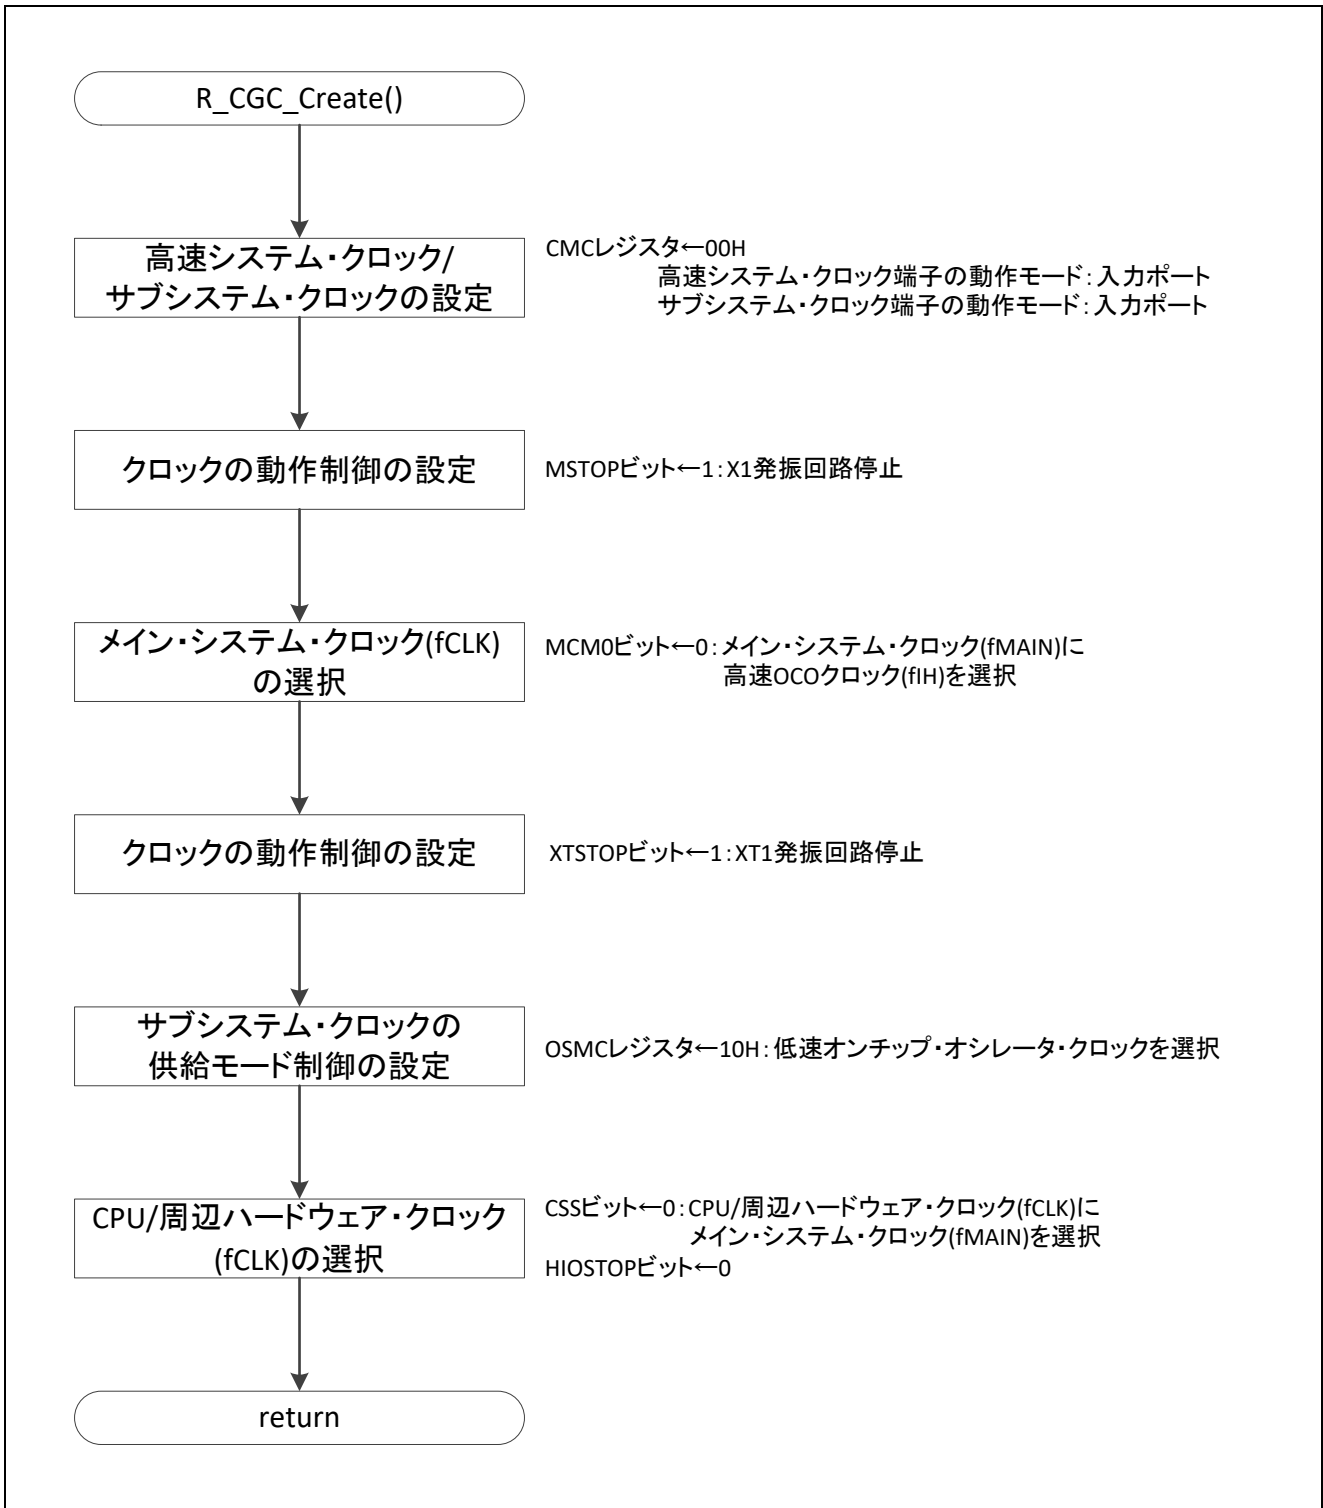 R_CGC_Create()
高速システム・クロック/
サブシステム・クロックの設定
CMCレジスタ←00H
高速システム・クロック端子の動作モード：入力ポート
サブシステム・クロック端子の動作モード：入力ポート
クロックの動作制御の設定
MSTOPビット←1：X1発振回路停止
メイン・システム・クロック(fCLK)
の選択
MCM0ビット←0：メイン・システム・クロック(fMAIN)に
高速OCOクロック(fIH)を選択
クロックの動作制御の設定
XTSTOPビット←1：XT1発振回路停止
サブシステム・クロックの
供給モード制御の設定
OSMCレジスタ←10H：低速オンチップ・オシレータ・クロックを選択
CPU/周辺ハードウェア・クロック
(fCLK)の選択
CSSビット←0：CPU/周辺ハードウェア・クロック(fCLK)に
メイン・システム・クロック(fMAIN)を選択
HIOSTOPビット←0
return